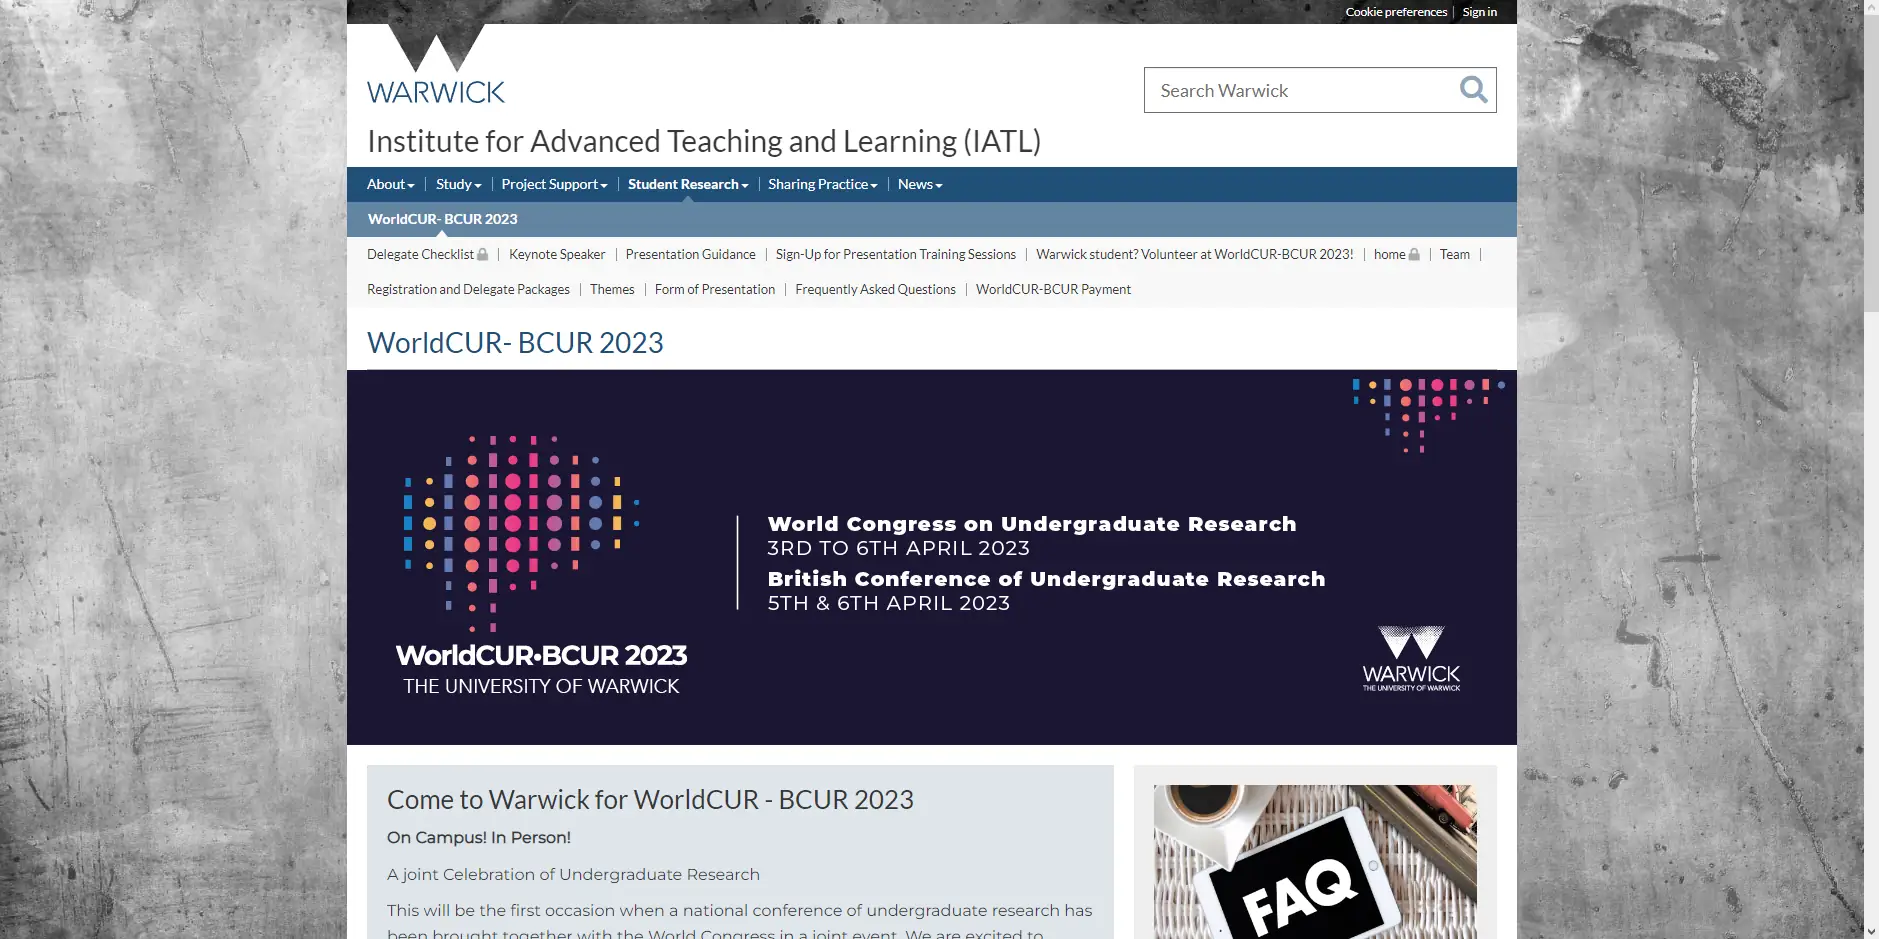 Cookie preferences | Sign in
WARWICK
Search Warwick
Institute for Advanced Teaching and Learning (IATL)
About | Study | Project Support | Student Research | Sharing Practice | News
WorldCUR- BCUR 2023
Delegate Checklist | Keynote Speaker | Presentation Guidance | Sign-Up for Presentation Training Sessions | Warwick student? Volunteer at WorldCUR-BCUR 2023! | home | Team |
Registration and Delegate Packages | Themes | Form of Presentation | Frequently Asked Questions | WorldCUR-BCUR Payment
WorldCUR- BCUR 2023
World Congress on Undergraduate Research
3RD TO 6TH APRIL 2023
British Conference of Undergraduate Research
5TH & 6TH APRIL 2023
WorldCUR•BCUR 2023
THE UNIVERSITY OF WARWICK
WARWICK
THE UNIVERSITY OF WARWICK
Come to Warwick for WorldCUR - BCUR 2023
On Campus! In Person!
A joint Celebration of Undergraduate Research
This will be the first occasion when a national conference of undergraduate research has
been brought together with the World Congress in a joint event. We are excited to
FAQ